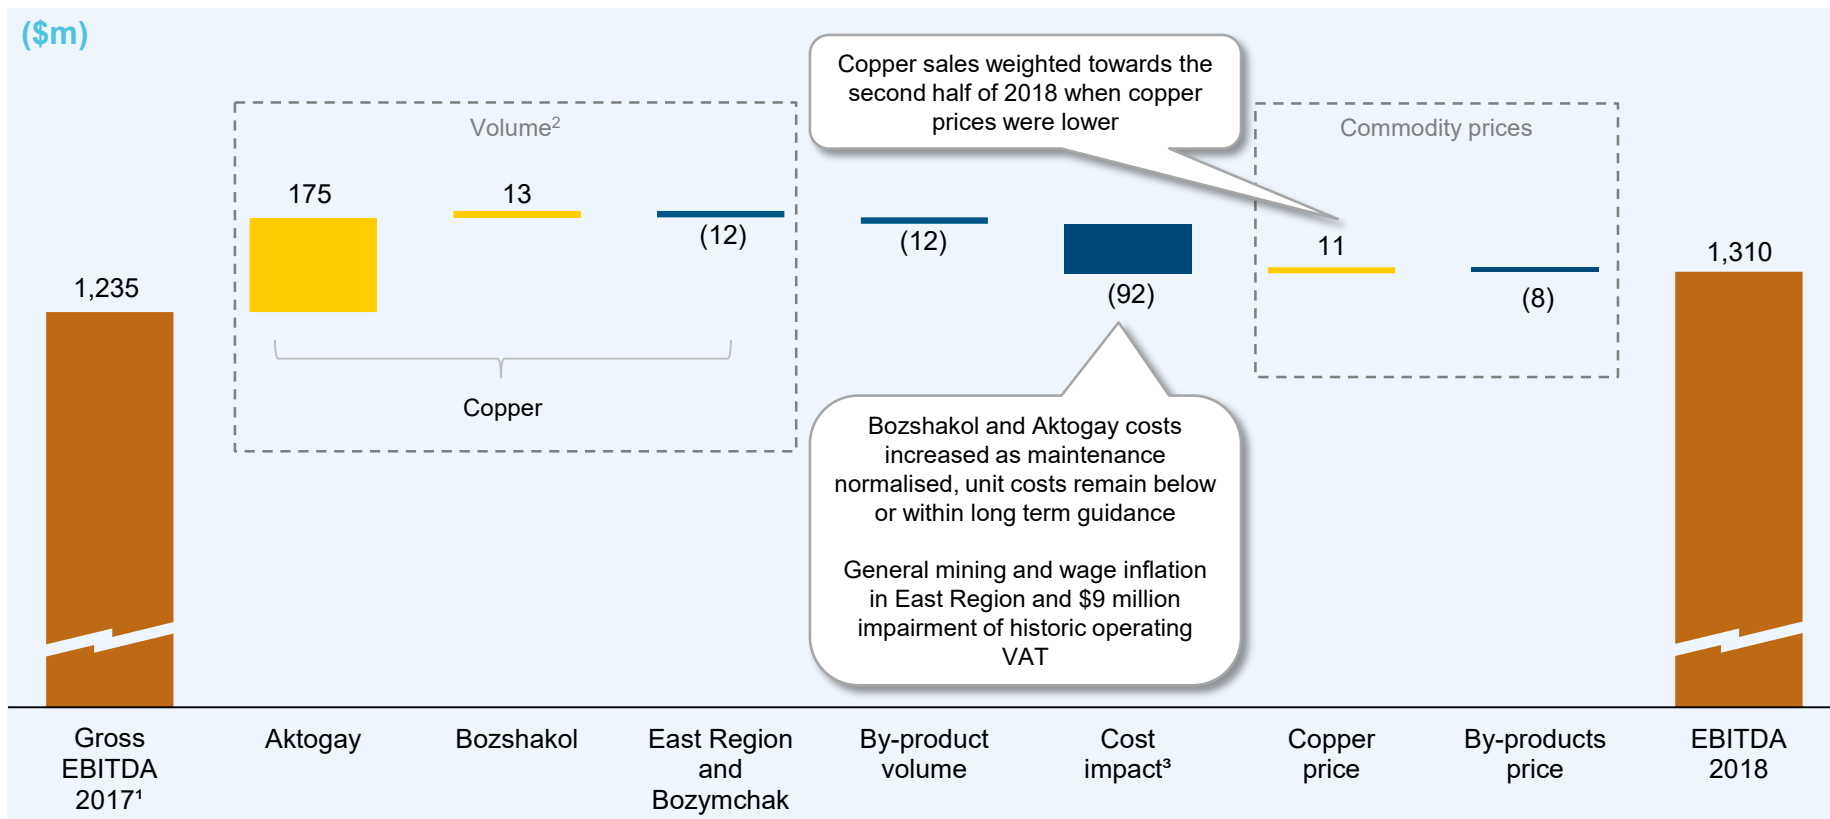 ($m)
Copper sales weighted towards the
second half of 2018 when copper
prices were lower
Volume²
Commodity prices
175
13
(12)
(12)
(92)
11
(8)
1,235
1,310
Copper
Bozshakol and Aktogay costs
increased as maintenance
normalised, unit costs remain below
or within long term guidance
General mining and wage inflation
in East Region and $9 million
impairment of historic operating
VAT
Gross
EBITDA
2017¹
Aktogay
Bozshakol
East Region
and
Bozymchak
By-product
volume
Cost
impact³
Copper
price
By-products
price
EBITDA
2018